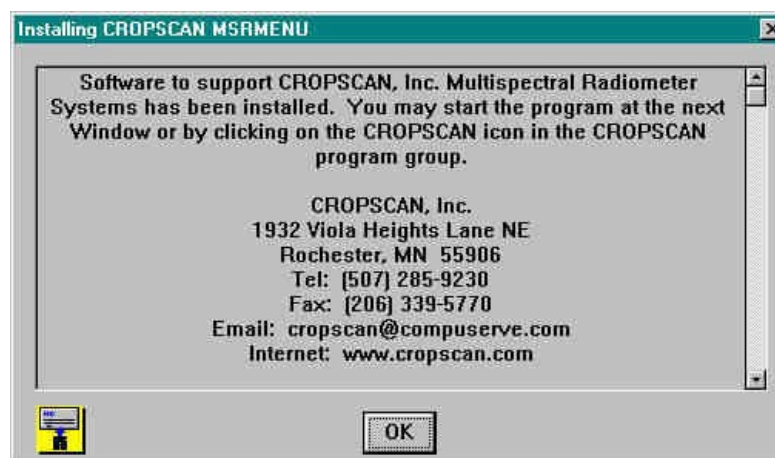 Installing CROPSCAN MSRMENU
Software to support CROPSCAN, Inc. Multispectral Radiometer
Systems has been installed.  You may start the program at the next
Window or by clicking on the CROPSCAN icon in the CROPSCAN
program group.
CROPSCAN, Inc.
1932 Viola Heights Lane NE
Rochester, MN  55906
Tel:  (507) 285-9230
Fax:  (206) 339-5770
Email:  cropscan@compuserve.com
Internet:  www.cropscan.com
OK